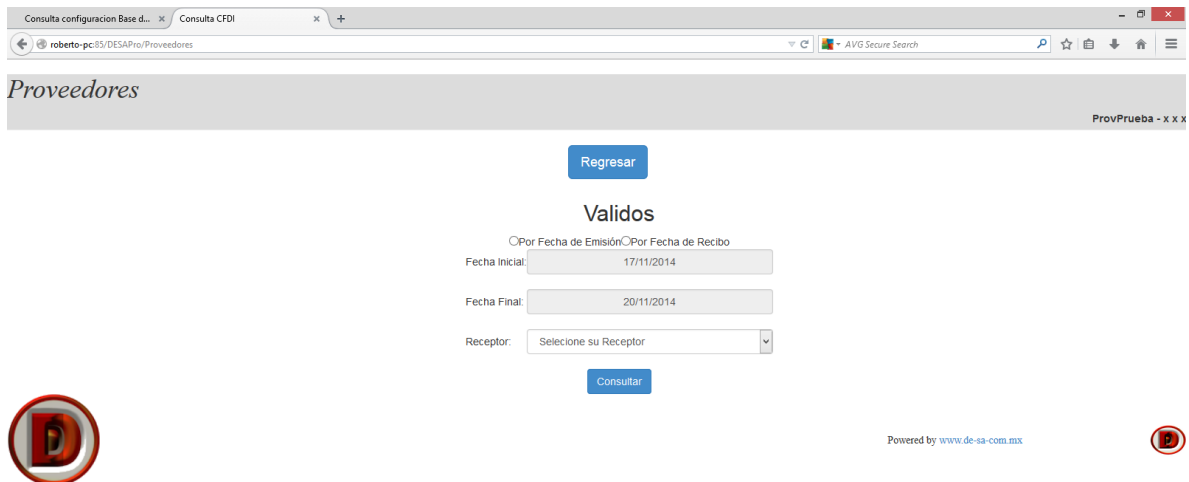 Consulta configuracion Base d... × Consulta CFDI × +
roberto-pc:85/DESAPro/Proveedores AVG Secure Search
Proveedores
ProvPrueba - x x x
Regresar
Validos
Por Fecha de Emisión Por Fecha de Recibo
Fecha Inicial: 17/11/2014
Fecha Final: 20/11/2014
Receptor: Selecione su Receptor
Consultar
D
Powered by www.de-sa-com.mx
D